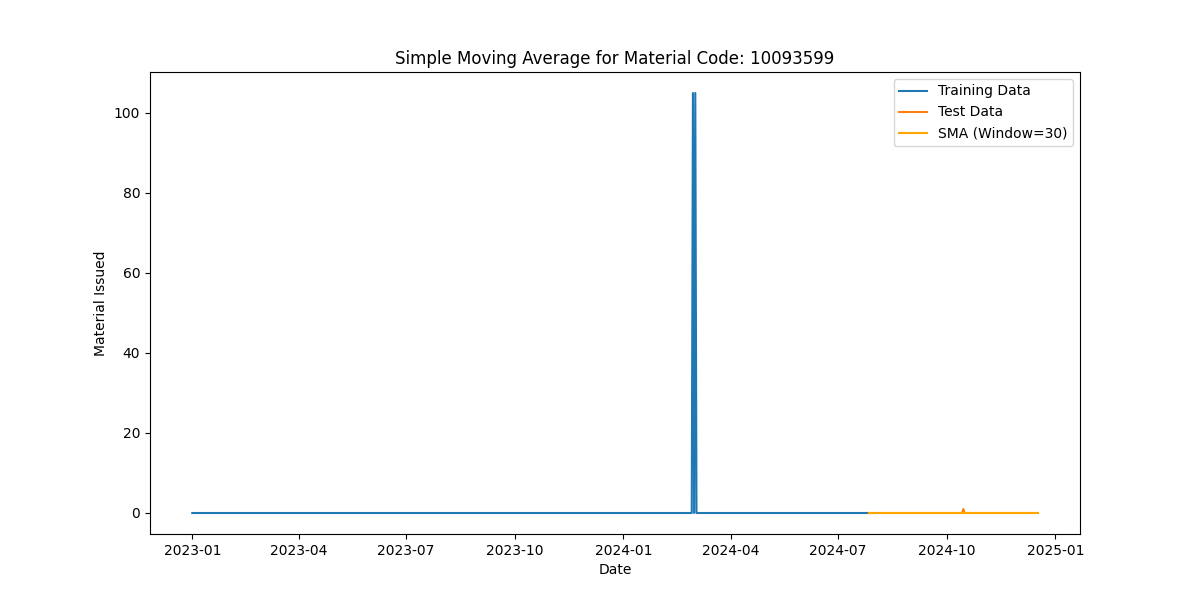 Simple Moving Average for Material Code: 10093599
Training Data
Test Data
SMA (Window=30)
Material Issued
100
80
60
40
20
0
2023-01 2023-04 2023-07 2023-10 2024-01 2024-04 2024-07 2024-10 2025-01
Date